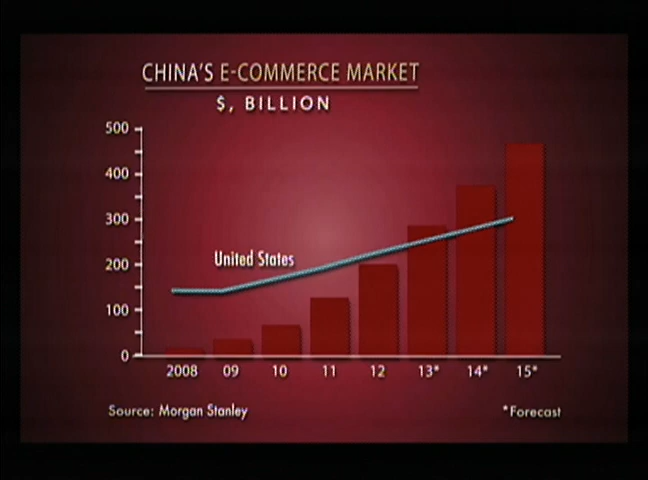 CHINA'S E-COMMERCE MARKET
$, BILLION
500
400
300
United States
200
100
0
2008 09 10 11 12 13* 14* 15*
Source: Morgan Stanley *Forecast